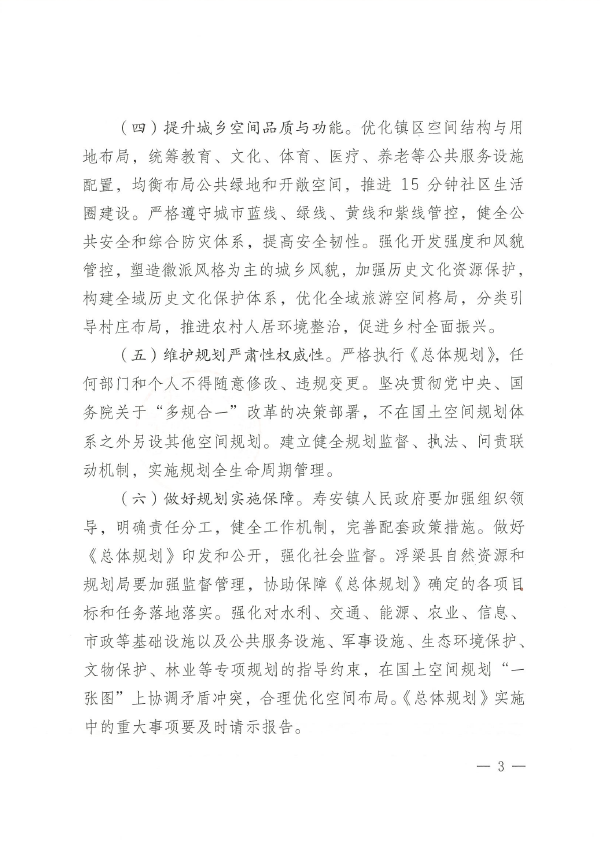 （四）提升城乡空间品质与功能。优化镇区空间结构与用
地布局，统筹教育、文化、体育、医疗、养老等公共服务设施
配置，均衡布局公共绿地和开敞空间，推进 15 分钟社区生活
圈建设。严格遵守城市蓝线、绿线、黄线和紫线管控，健全公
共安全和综合防灾体系，提高安全韧性。强化开发强度和风貌
管控，塑造徽派风格为主的城乡风貌，加强历史文化资源保护，
构建全域历史文化保护体系，优化全域旅游空间格局，分类引
导村庄布局，推进农村人居环境整治，促进乡村全面振兴。
（五）维护规划严肃性权威性。严格执行《总体规划》，任
何部门和个人不得随意修改、违规变更。坚决贯彻党中央、国
务院关于“多规合一”改革的决策部署，不在国土空间规划体
系之外另设其他空间规划。建立健全规划监督、执法、问责联
动机制，实施规划全生命周期管理。
（六）做好规划实施保障。寿安镇人民政府要加强组织领
导，明确责任分工，健全工作机制，完善配套政策措施。做好
《总体规划》印发和公开，强化社会监督。浮梁县自然资源和
规划局要加强监督管理，协助保障《总体规划》确定的各项目
标和任务落地落实。强化对水利、交通、能源、农业、信息、
市政等基础设施以及公共服务设施、军事设施、生态环境保护、
文物保护、林业等专项规划的指导约束，在国土空间规划“一
张图”上协调矛盾冲突，合理优化空间布局。《总体规划》实施
中的重大事项要及时请示报告。
— 3 —